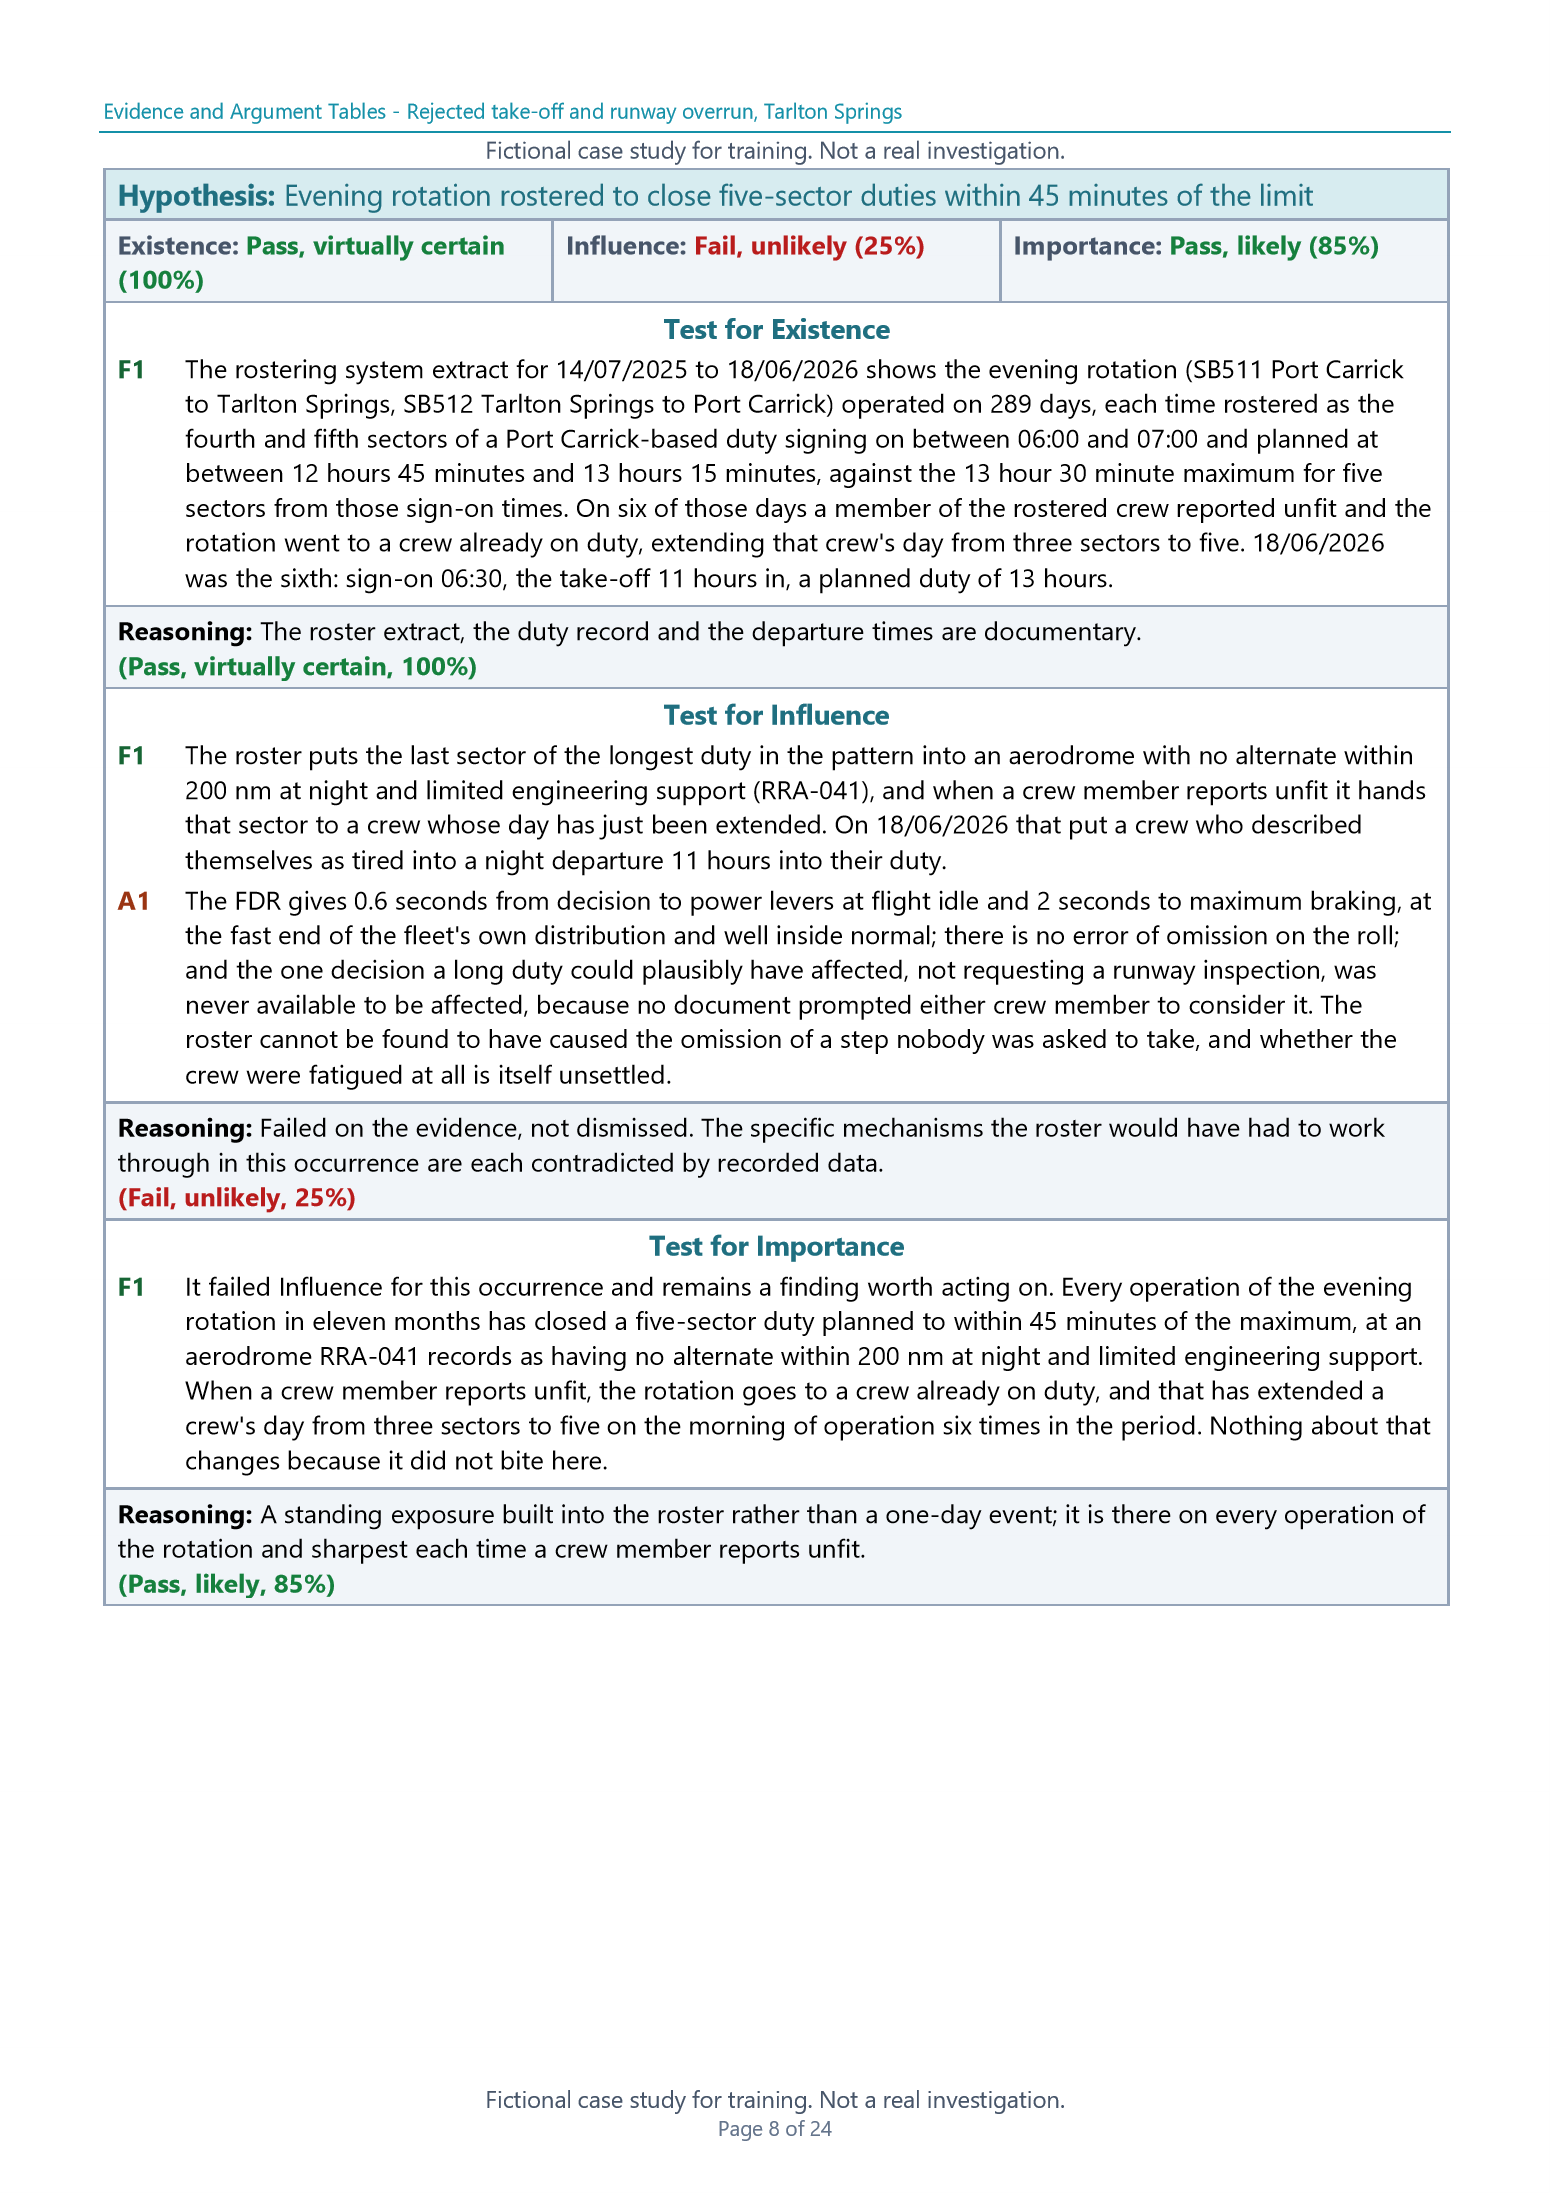 Evidence and Argument Tables - Rejected take-off and runway overrun, Tarlton Springs
Fictional case study for training. Not a real investigation.
Hypothesis: Evening rotation rostered to close five-sector duties within 45 minutes of the limit
Existence: Pass, virtually certain
(100%)
Influence: Fail, unlikely (25%)
Importance: Pass, likely (85%)
Test for Existence
F1 The rostering system extract for 14/07/2025 to 18/06/2026 shows the evening rotation (SB511 Port Carrick
to Tarlton Springs, SB512 Tarlton Springs to Port Carrick) operated on 289 days, each time rostered as the
fourth and fifth sectors of a Port Carrick-based duty signing on between 06:00 and 07:00 and planned at
between 12 hours 45 minutes and 13 hours 15 minutes, against the 13 hour 30 minute maximum for five
sectors from those sign-on times. On six of those days a member of the rostered crew reported unfit and the
rotation went to a crew already on duty, extending that crew's day from three sectors to five. 18/06/2026
was the sixth: sign-on 06:30, the take-off 11 hours in, a planned duty of 13 hours.
Reasoning: The roster extract, the duty record and the departure times are documentary.
(Pass, virtually certain, 100%)
Test for Influence
F1 The roster puts the last sector of the longest duty in the pattern into an aerodrome with no alternate within
200 nm at night and limited engineering support (RRA-041), and when a crew member reports unfit it hands
that sector to a crew whose day has just been extended. On 18/06/2026 that put a crew who described
themselves as tired into a night departure 11 hours into their duty.
A1 The FDR gives 0.6 seconds from decision to power levers at flight idle and 2 seconds to maximum braking, at
the fast end of the fleet's own distribution and well inside normal; there is no error of omission on the roll;
and the one decision a long duty could plausibly have affected, not requesting a runway inspection, was
never available to be affected, because no document prompted either crew member to consider it. The
roster cannot be found to have caused the omission of a step nobody was asked to take, and whether the
crew were fatigued at all is itself unsettled.
Reasoning: Failed on the evidence, not dismissed. The specific mechanisms the roster would have had to work
through in this occurrence are each contradicted by recorded data.
(Fail, unlikely, 25%)
Test for Importance
F1 It failed Influence for this occurrence and remains a finding worth acting on. Every operation of the evening
rotation in eleven months has closed a five-sector duty planned to within 45 minutes of the maximum, at an
aerodrome RRA-041 records as having no alternate within 200 nm at night and limited engineering support.
When a crew member reports unfit, the rotation goes to a crew already on duty, and that has extended a
crew's day from three sectors to five on the morning of operation six times in the period. Nothing about that
changes because it did not bite here.
Reasoning: A standing exposure built into the roster rather than a one-day event; it is there on every operation of
the rotation and sharpest each time a crew member reports unfit.
(Pass, likely, 85%)
Fictional case study for training. Not a real investigation.
Page 8 of 24